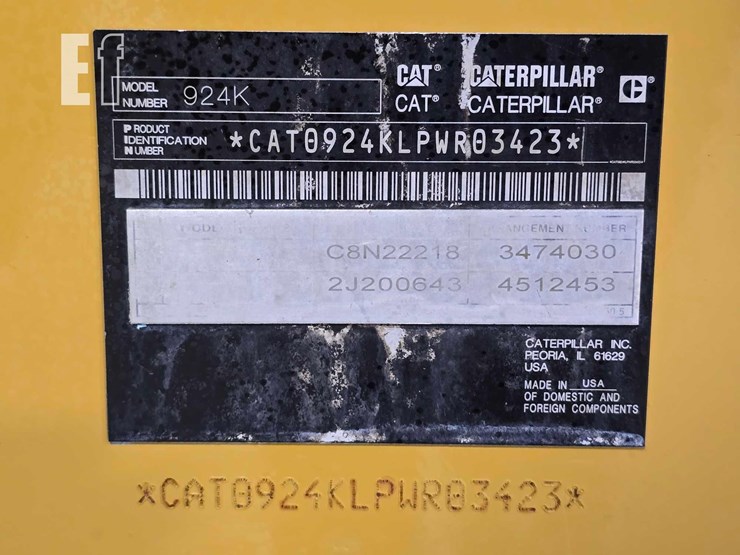 Ef
CAT® CATERPILLAR®
MODEL NUMBER 924K
CAT® CATERPILLAR®
PRODUCT IDENTIFICATION NUMBER *CAT0924KLPWR03423*
C8N22218 3474030
2J200643 4512453
CATERPILLAR INC.
PEORIA, IL 61629
USA
MADE IN USA
OF DOMESTIC AND
FOREIGN COMPONENTS
*CAT0924KLPWR03423*